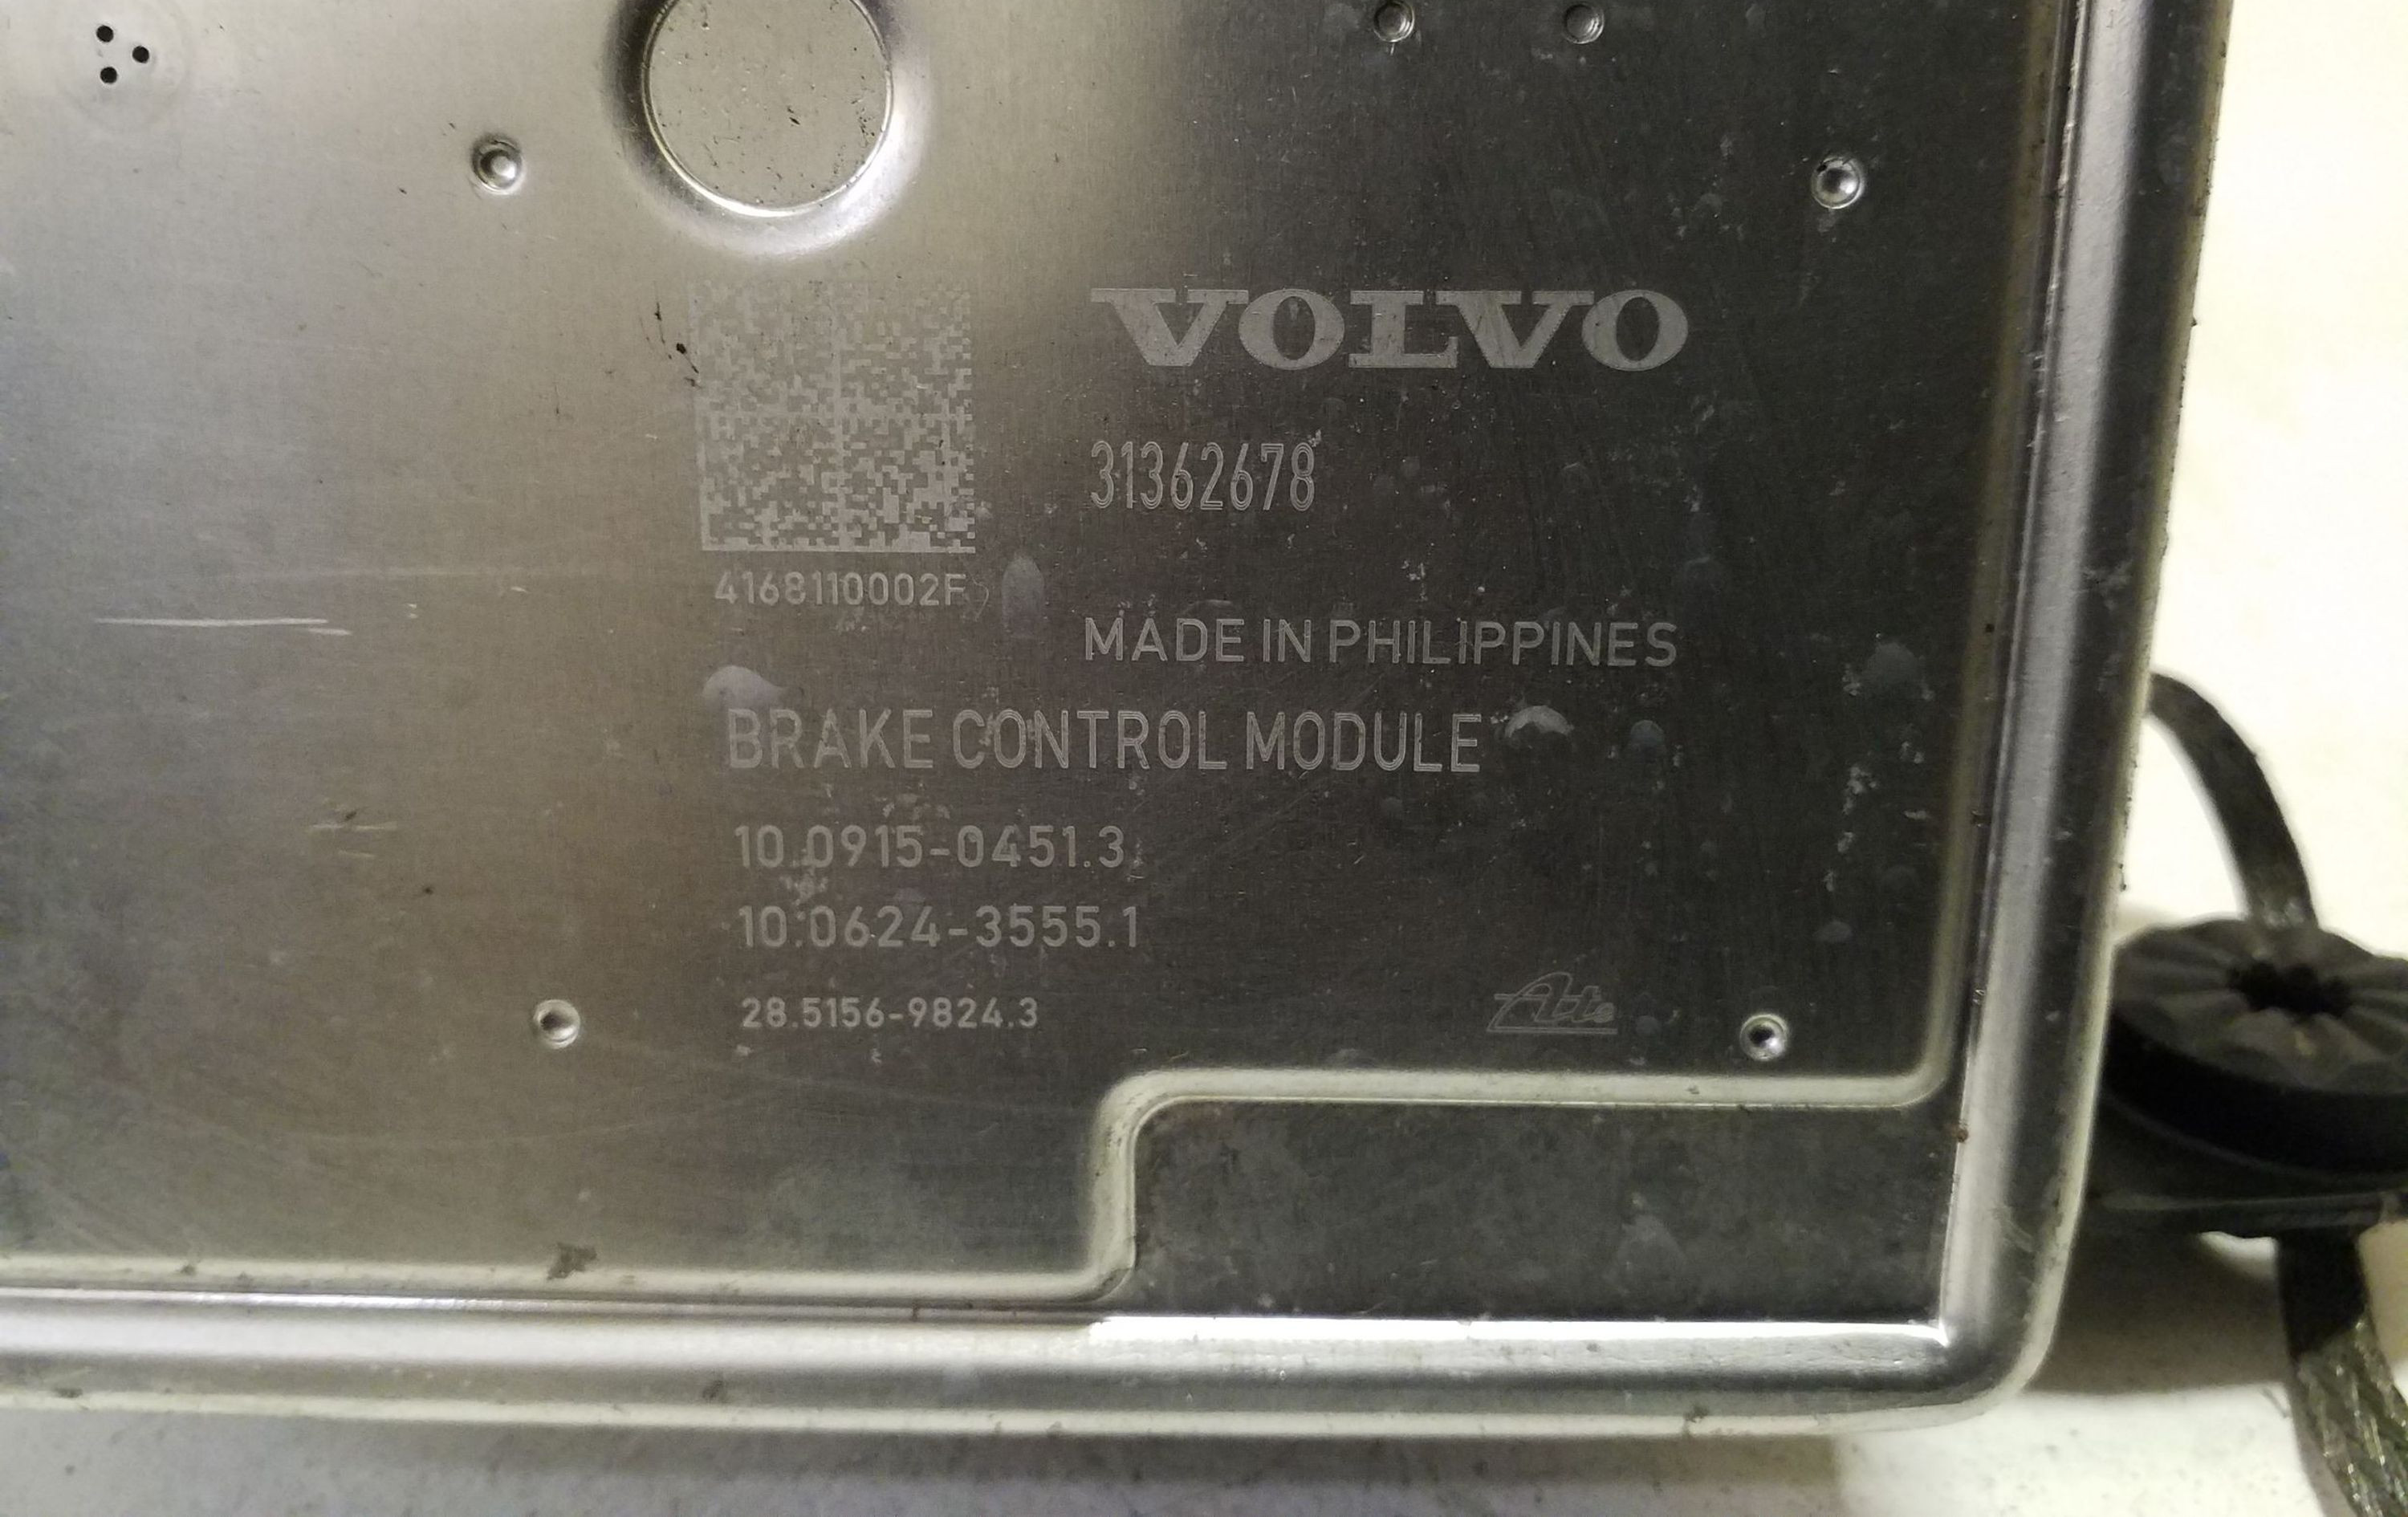 VOLVO
31362678
4168110002F
MADE IN PHILIPPINES
BRAKE CONTROL MODULE
10.0915-0451.3
10.0624-3555.1
28.5156-9824.3
Ate